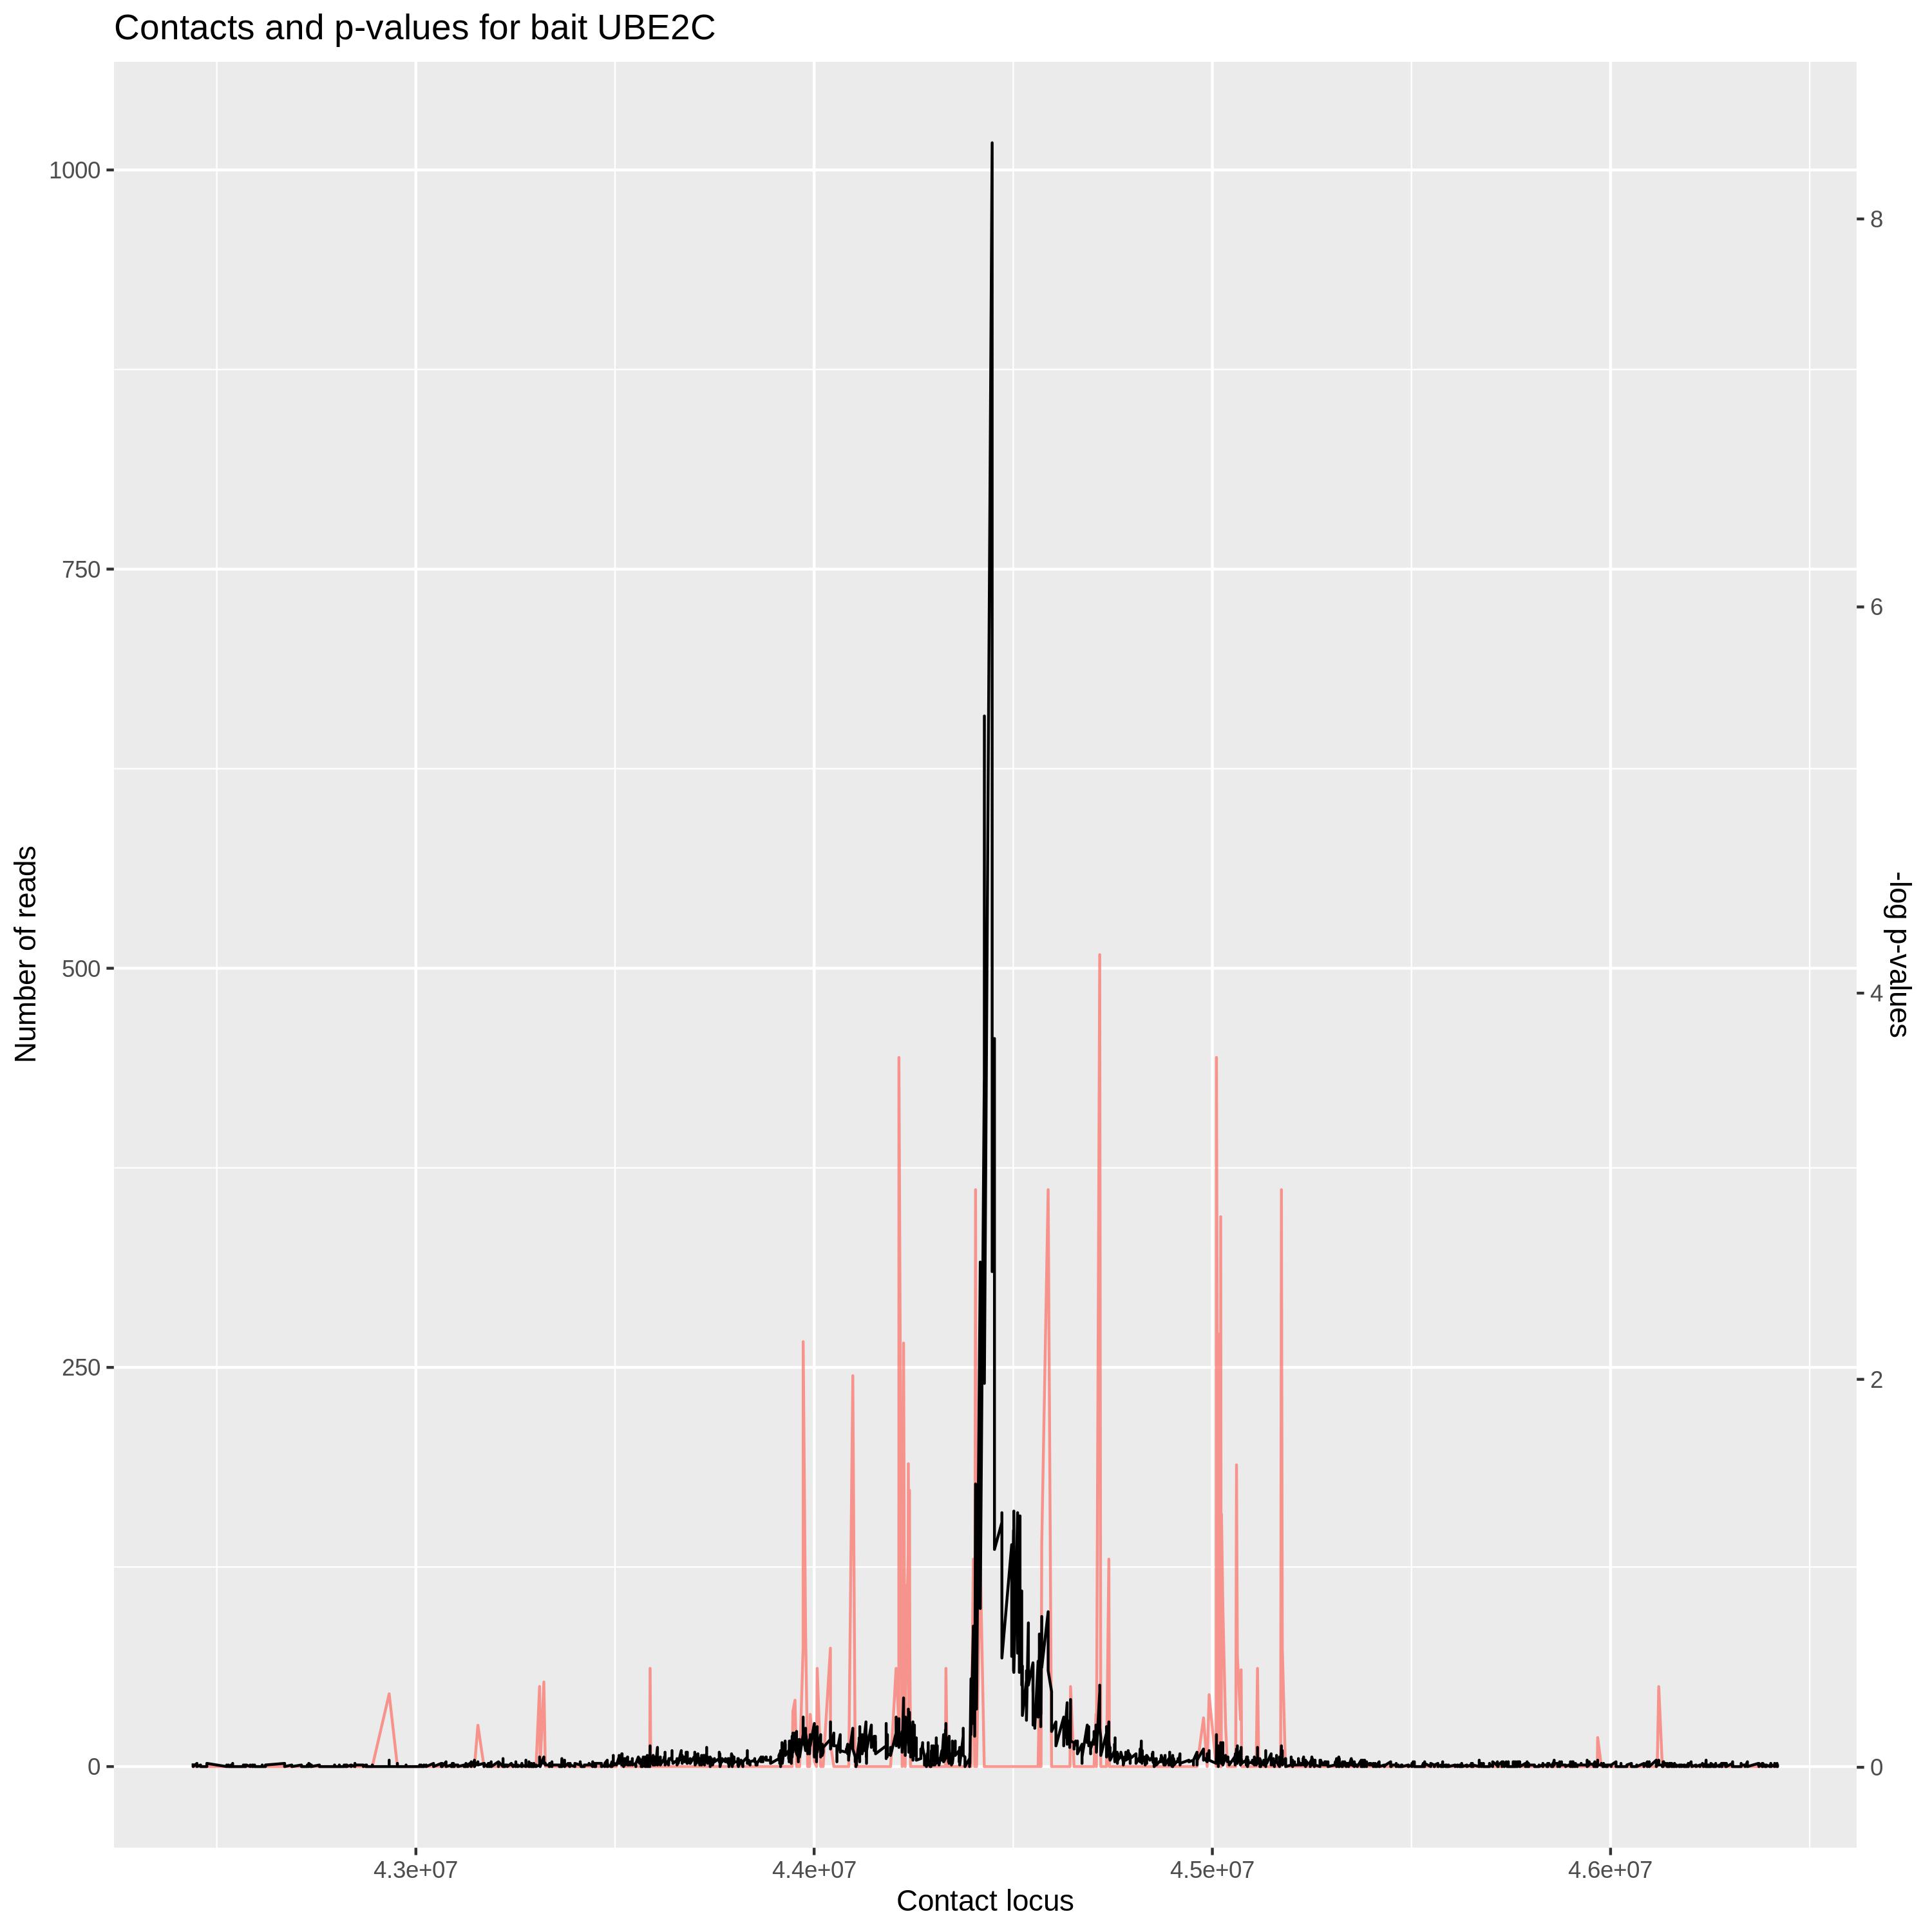 Contacts and p-values for bait UBE2C
1000
750
500
250
0
Number of reads
8
6
4
2
0
-log p-values
4.3e+07
4.4e+07
4.5e+07
4.6e+07
Contact locus